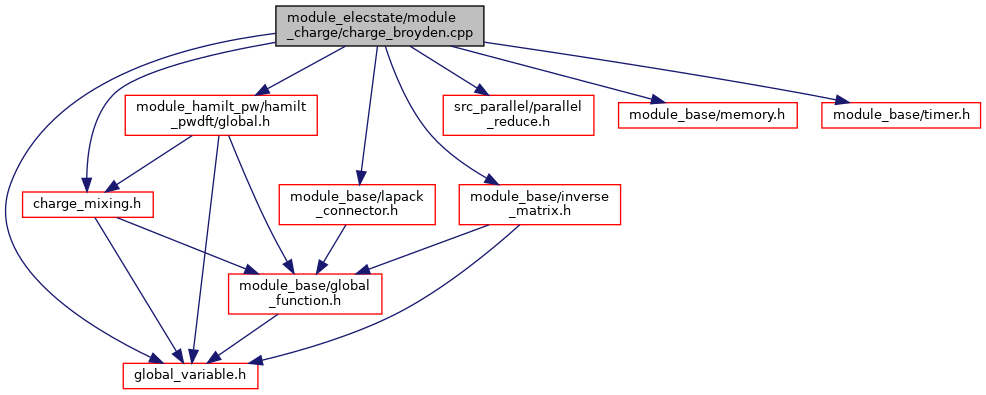 module_elecstate/module
_charge/charge_broyden.cpp
module_hamilt_pw/hamilt
_pwdft/global.h
src_parallel/parallel
_reduce.h
module_base/memory.h
module_base/timer.h
charge_mixing.h
module_base/lapack
_connector.h
module_base/inverse
_matrix.h
module_base/global
_function.h
global_variable.h